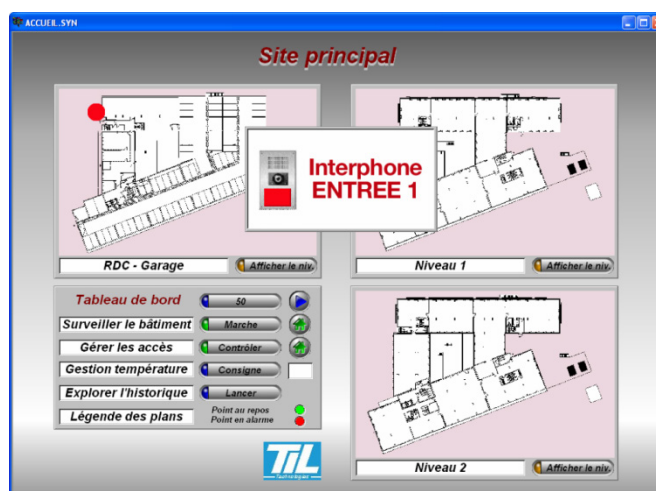 ACCUEIL.SYN
Site principal
Interphone
ENTREE 1
RDC - Garage
Afficher le niv.
Niveau 1
Afficher le niv.
Tableau de bord
50
Surveiller le bâtiment
Marche
Gérer les accès
Contrôler
Gestion température
Consigne
Explorer l'historique
Lancer
Légende des plans
Point au repos
Point en alarme
TiL
Technologies
Niveau 2
Afficher le niv.